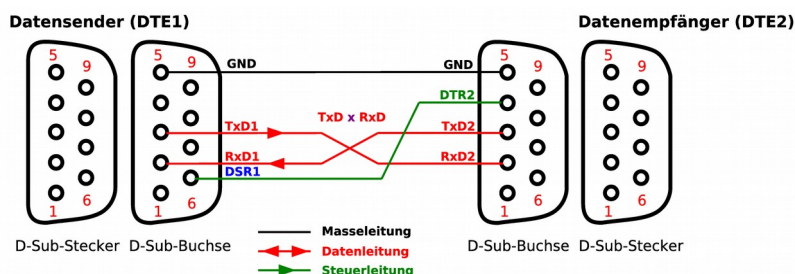 Datensender (DTE1)
Datenempfänger (DTE2)
5
9
5
9
GND
GND
5
9
5
9
DTR2
TxD1
TxD x RxD
TxD2
RxD1
RxD2
DSR1
1
6
1
6
1
6
1
6
D-Sub-Stecker
D-Sub-Buchse
Masseleitung
D-Sub-Buchse
D-Sub-Stecker
Datenleitung
Steuerleitung